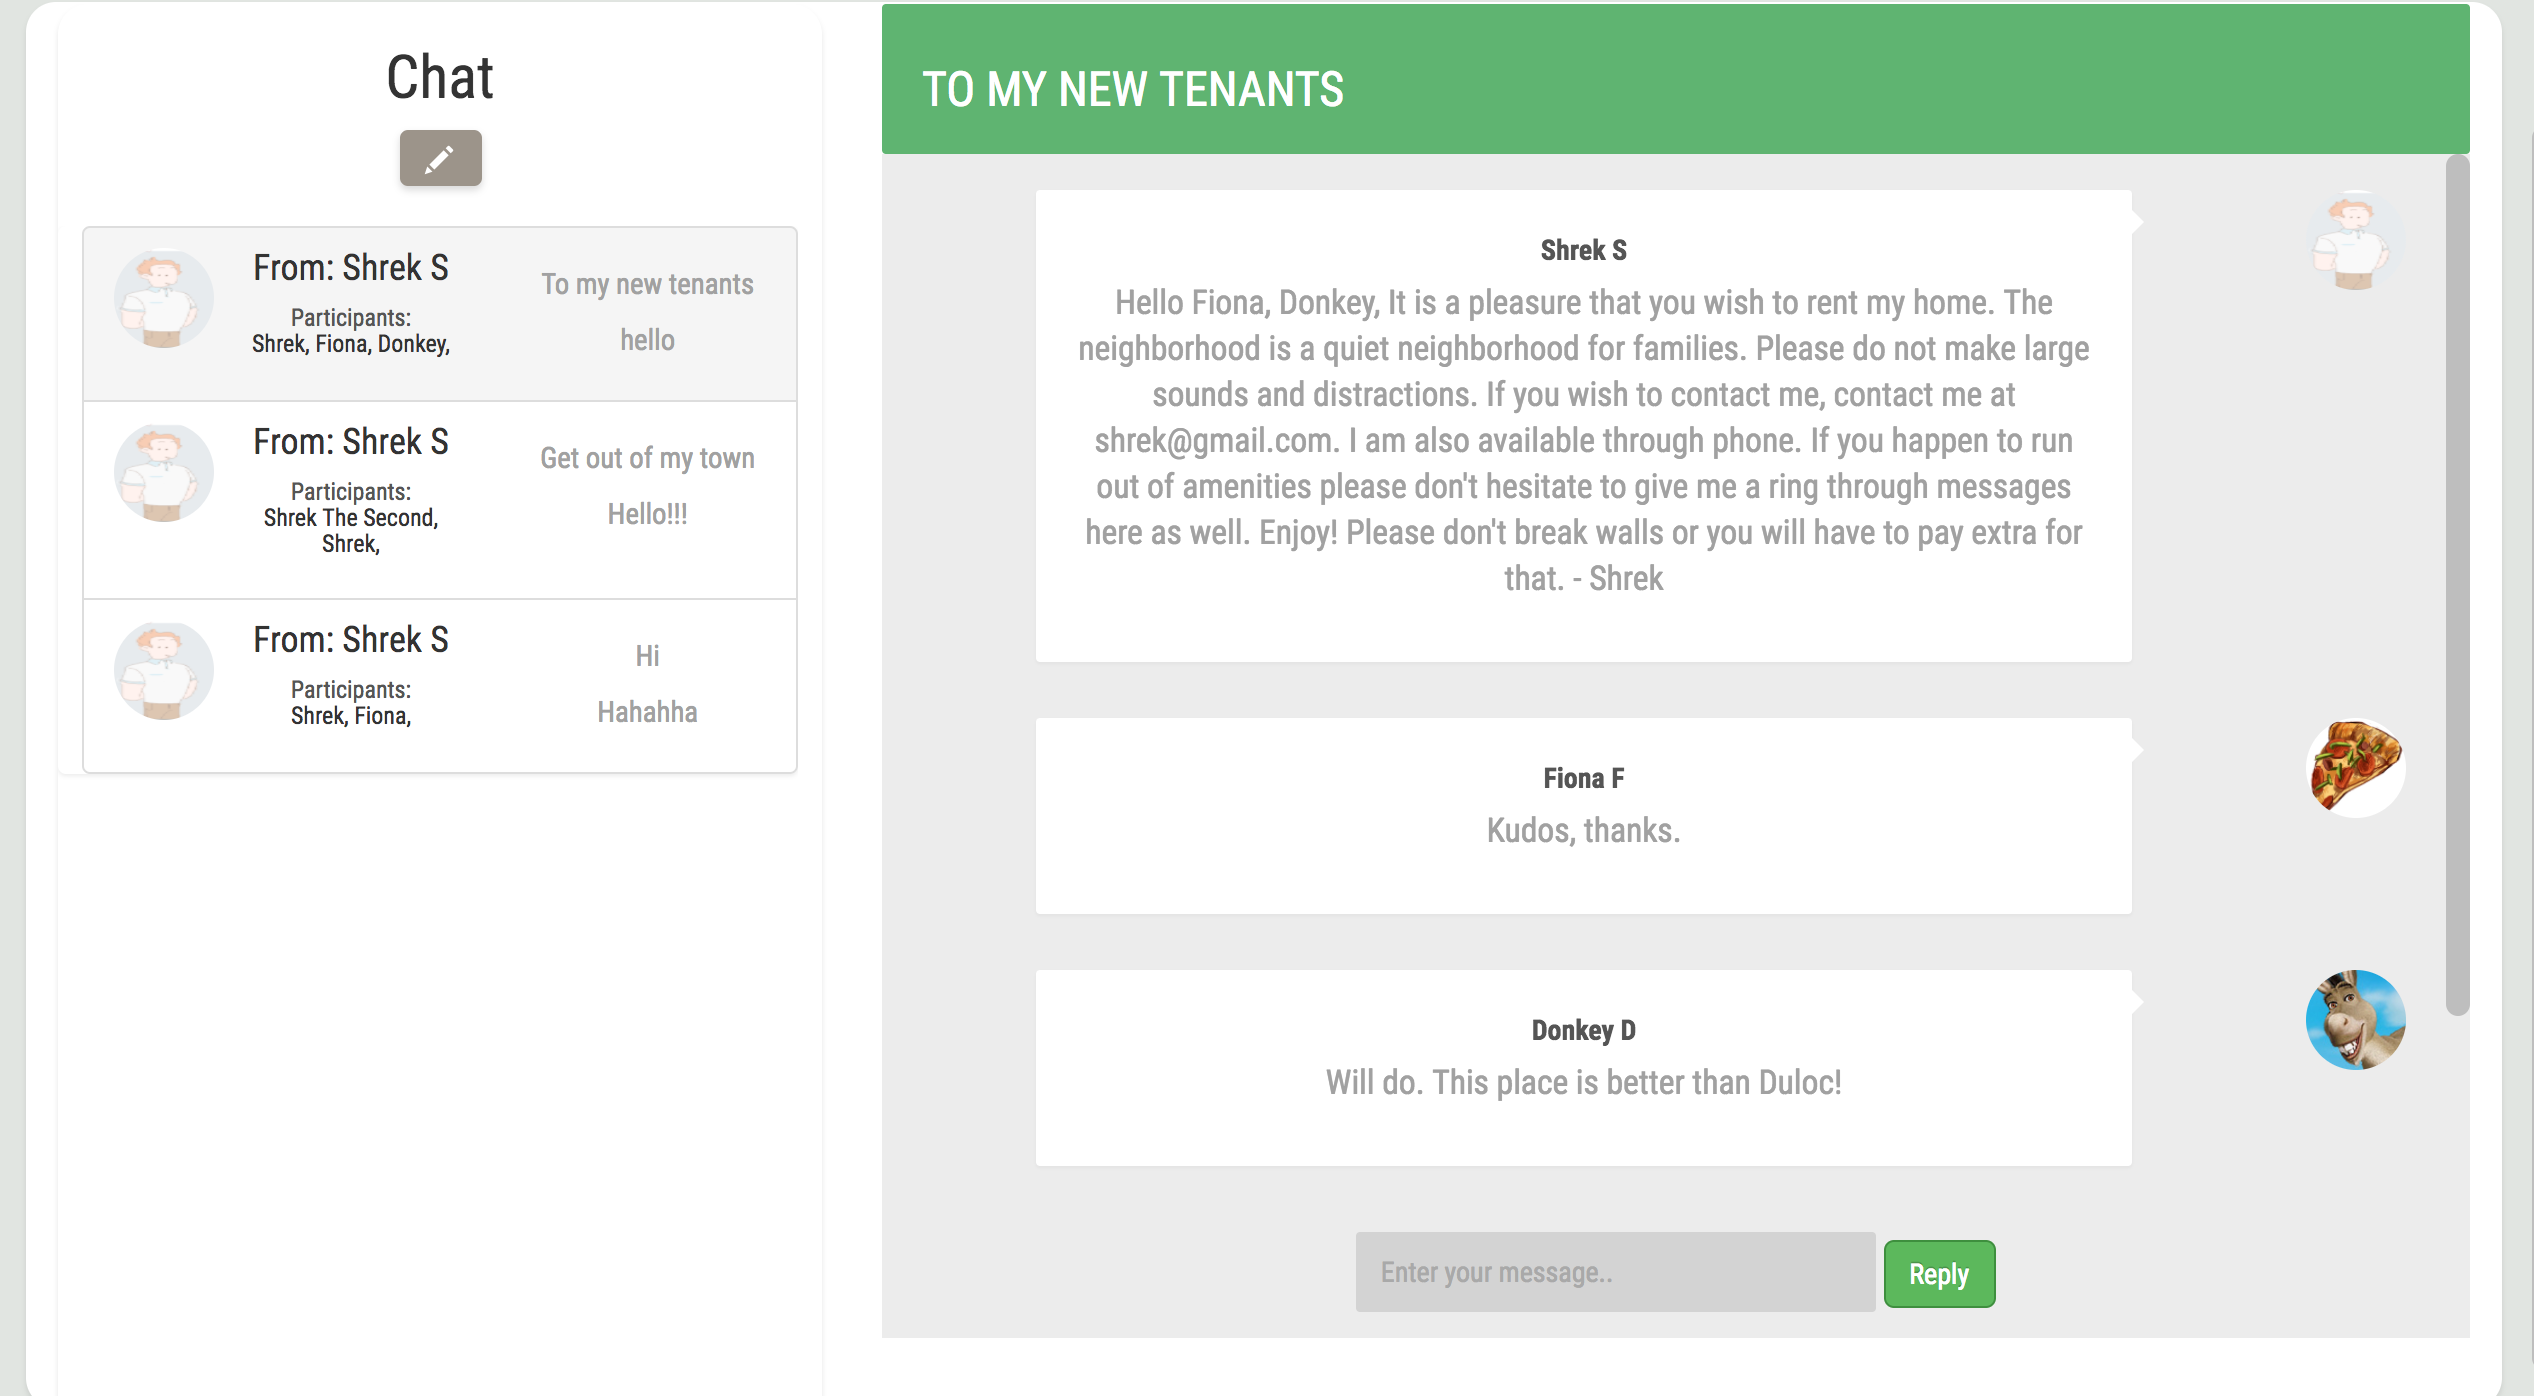 Chat
From: Shrek S
Participants:
Shrek, Fiona, Donkey,
To my new tenants
hello
From: Shrek S
Participants:
Shrek The Second,
Shrek,
Get out of my town
Hello!!!
From: Shrek S
Participants:
Shrek, Fiona,
Hi
Hahahha
TO MY NEW TENANTS
Shrek S
Hello Fiona, Donkey, It is a pleasure that you wish to rent my home. The
neighborhood is a quiet neighborhood for families. Please do not make large
sounds and distractions. If you wish to contact me, contact me at
shrek@gmail.com. I am also available through phone. If you happen to run
out of amenities please don't hesitate to give me a ring through messages
here as well. Enjoy! Please don't break walls or you will have to pay extra for
that. - Shrek
Fiona F
Kudos, thanks.
Donkey D
Will do. This place is better than Duloc!
Enter your message..
Reply